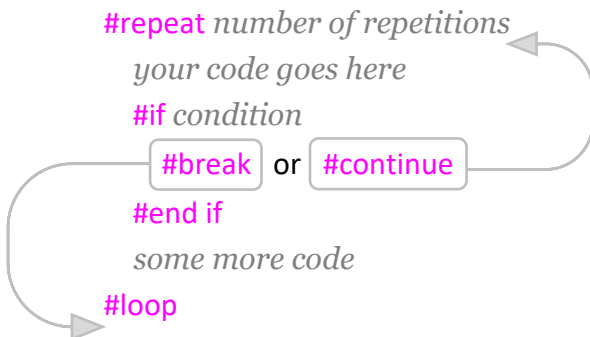 #repeat number of repetitions
your code goes here
#if condition
#break or #continue
#end if
some more code
#loop